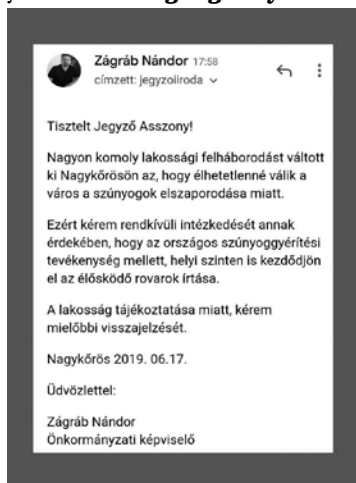 Zágráb Nándor 17:58
címzett: jegyzoiiroda
Tisztelt Jegyző Asszony!
Nagyon komoly lakossági felháborodást váltott
ki Nagykőrösön az, hogy élhetetlenné válik a
város a szúnyogok elszaporodása miatt.
Ezért kérem rendkívüli intézkedését annak
érdekében, hogy az országos szúnyoggyérítési
tevékenység mellett, helyi szinten is kezdődjön
el az élősködő rovarok írtása.
A lakosság tájékoztatása miatt, kérem
mielőbbi visszajelzését.
Nagykőrös 2019. 06.17.
Üdvözlettel:
Zágráb Nándor
Önkormányzati képviselő